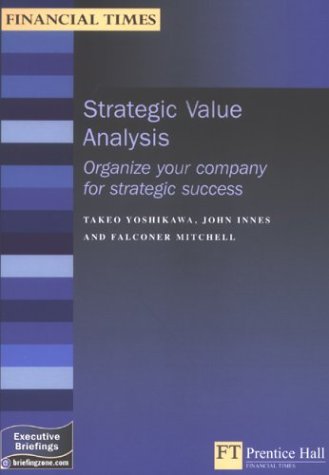 FINANCIAL TIMES
Strategic Value
Analysis
Organize your company
for strategic success
TAKEO YOSHIKAWA, JOHN INNES
AND FALCONER MITCHELL
Executive
Briefings
@ briefingzone.com
FT Prentice Hall
FINANCIAL TIMES